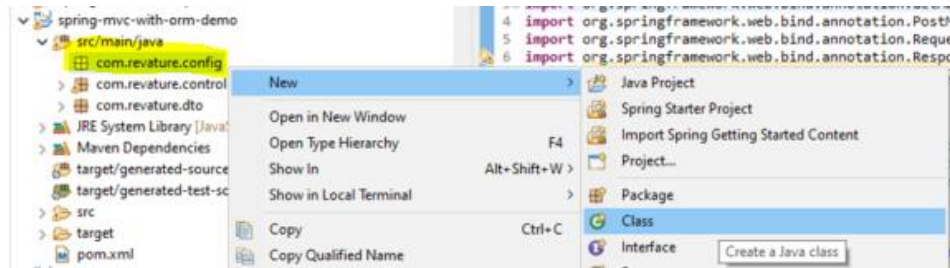 spring-mvc-with-orm-demo
src/main/java
com.revature.config
com.revature.control
com.revature.dto
JRE System Library [JavaS
Maven Dependencies
target/generated-source
target/generated-test-sc
src
target
pom.xml
New
Open in New Window
Open Type Hierarchy F4
Show In Alt+Shift+W >
Show in Local Terminal
Copy Ctrl+C
Copy Qualified Name
4 import org.springframework.web.bind.annotation.PostM
5 import org.springframework.web.bind.annotation.Reque
6 import org.springframework.web.bind.annotation.Respo
Java Project
Spring Starter Project
Import Spring Getting Started Content
Project...
Package
Class
Interface
Create a Java class